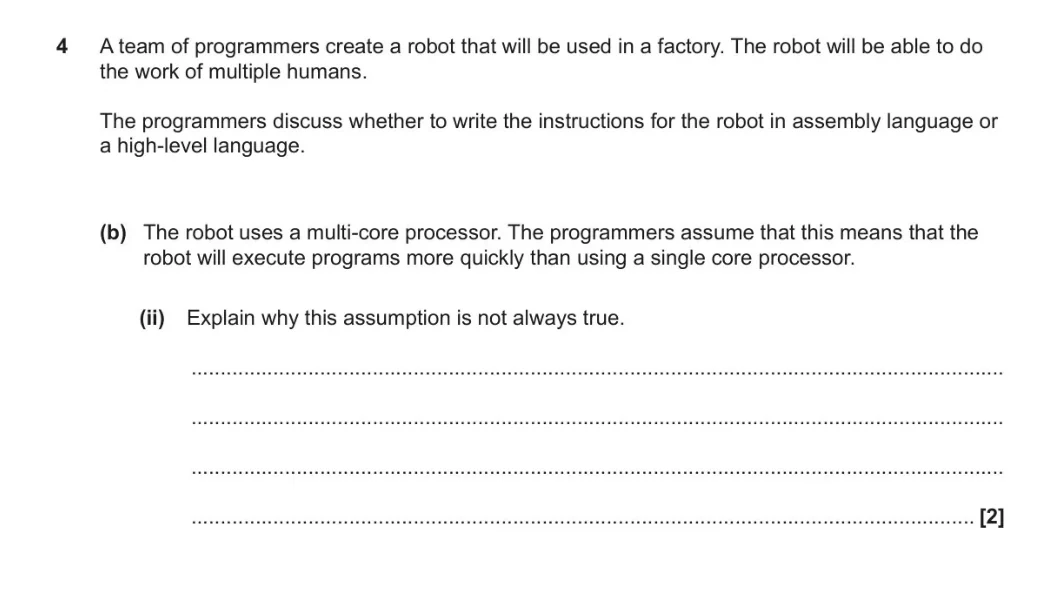 4 A team of programmers create a robot that will be used in a factory. The robot will be able to do
the work of multiple humans.
The programmers discuss whether to write the instructions for the robot in assembly language or
a high-level language.
(b) The robot uses a multi-core processor. The programmers assume that this means that the
robot will execute programs more quickly than using a single core processor.
(ii) Explain why this assumption is not always true.
[2]